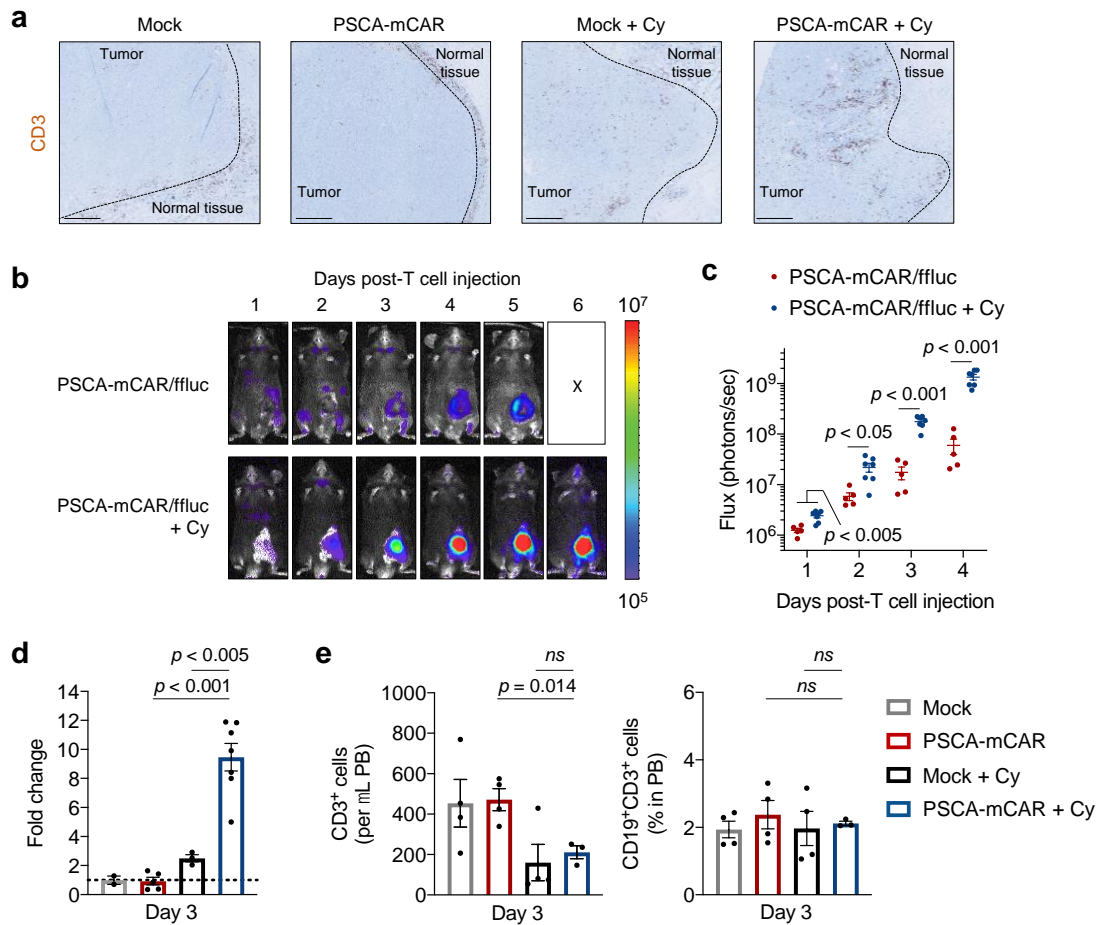 a
Mock
PSCA-mCAR
Mock + Cy
PSCA-mCAR + Cy
CD3
Tumor
Normal tissue
Normal
tissue
Tumor
Normal
tissue
Tumor
Normal
tissue
Tumor
b
Days post-T cell injection
1 2 3 4 5 6
PSCA-mCAR/ffluc
X
PSCA-mCAR/ffluc
+ Cy
10⁷
10⁵
c
PSCA-mCAR/ffluc
PSCA-mCAR/ffluc + Cy
Flux (photons/sec)
10⁹
10⁸
10⁷
10⁶
p < 0.005
p < 0.05
p < 0.001
p < 0.001
1 2 3 4
Days post-T cell injection
d
p < 0.005
p < 0.001
Fold change
14
12
10
8
6
4
2
0
Day 3
e
ns
p = 0.014
CD3⁺ cells
(per mL PB)
1000
800
600
400
200
0
Day 3
ns
ns
CD19⁺CD3⁺ cells
(% in PB)
6
4
2
0
Day 3
Mock
PSCA-mCAR
Mock + Cy
PSCA-mCAR + Cy